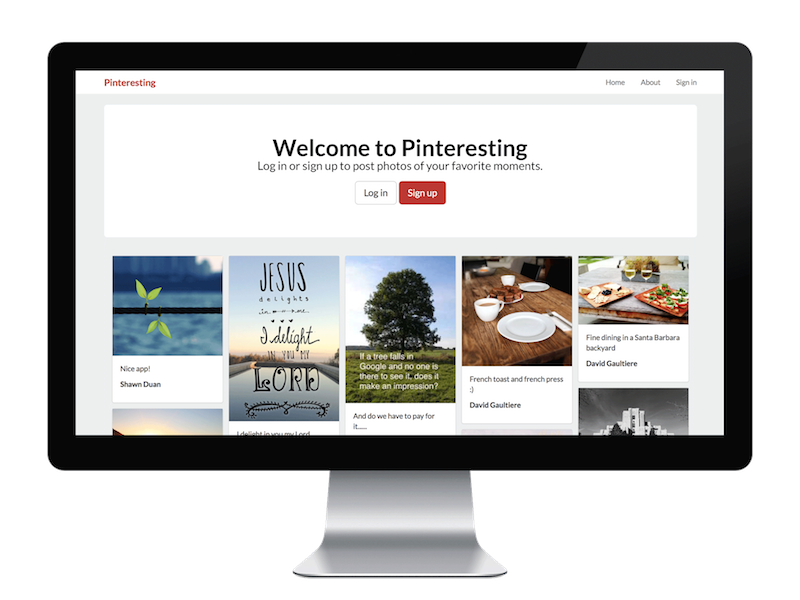 Pinteresting
Home
About
Sign in
Welcome to Pinteresting
Log in or sign up to post photos of your favorite moments.
Log in
Sign up
Nice app!
Shawn Duan
JESUS
delights
in me
I delight
IN YOU MY
LORD
I delight in you my Lord
If a tree falls in
Google and no one is
there to see it, does it
make an impression?
And do we have to pay for
it.....
French toast and french press
:)
David Gaultiere
Fine dining in a Santa Barbara
backyard
David Gaultiere